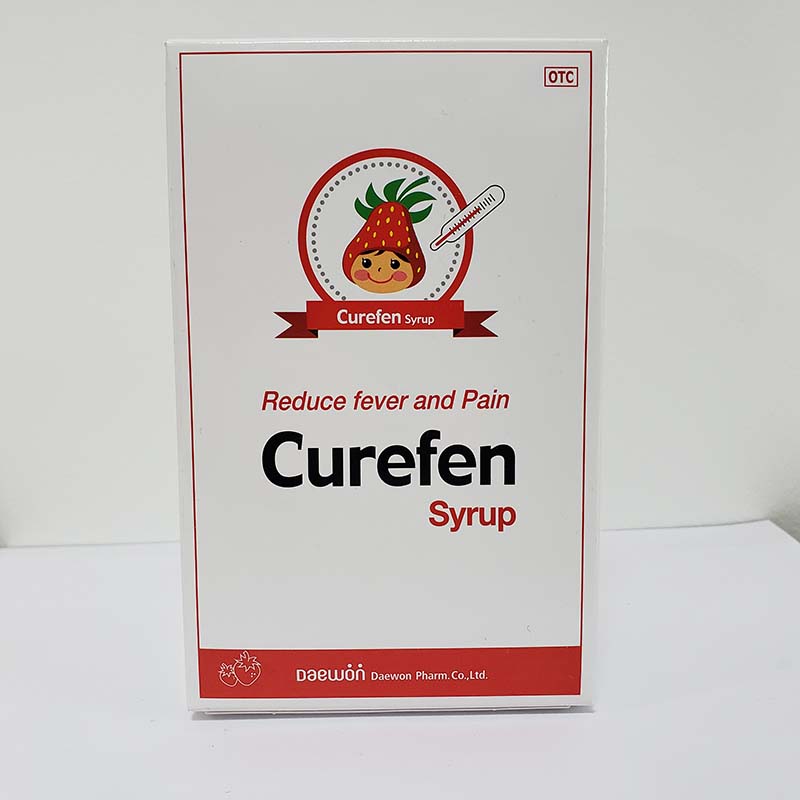 OTC
Curefen Syrup
Reduce fever and Pain
Curefen
Syrup
Daewon Daewon Pharm. Co.,Ltd.